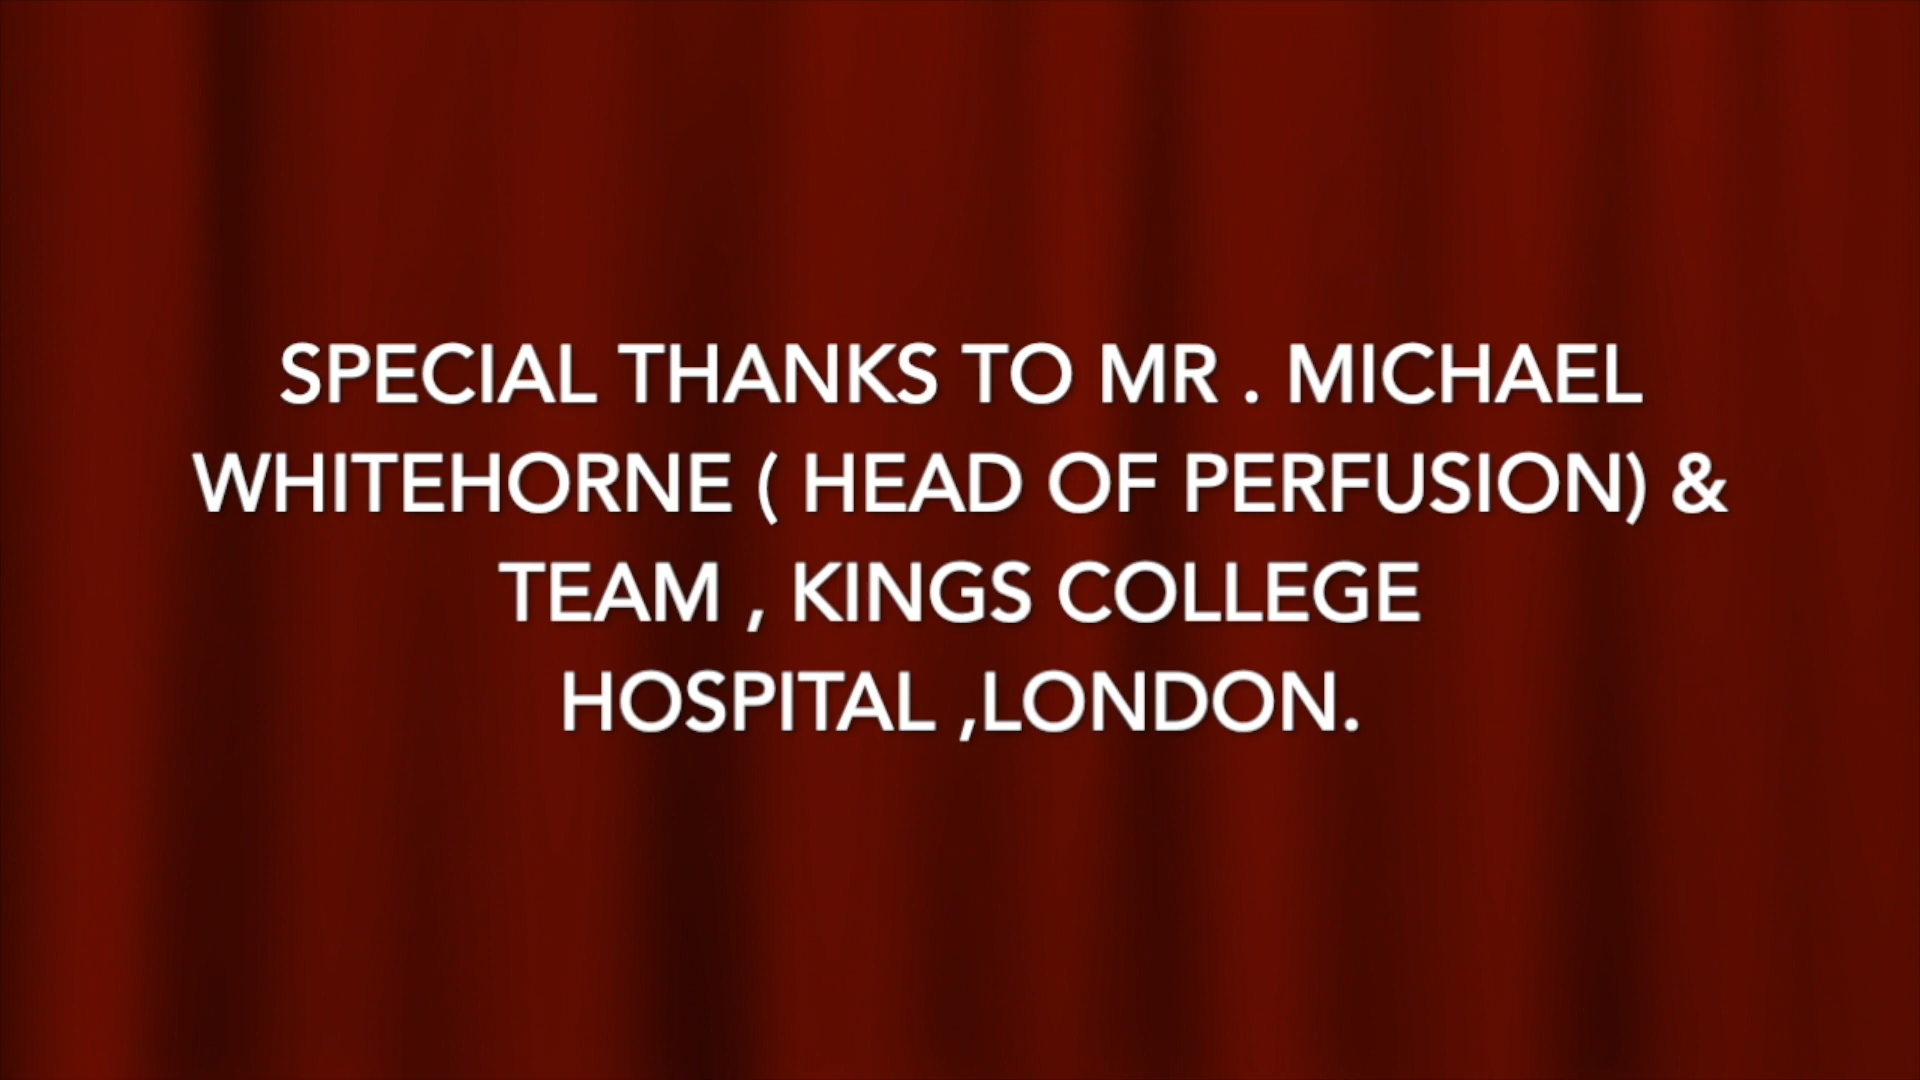 SPECIAL THANKS TO MR . MICHAEL
WHITEHORNE ( HEAD OF PERFUSION) &
TEAM , KINGS COLLEGE
HOSPITAL ,LONDON.